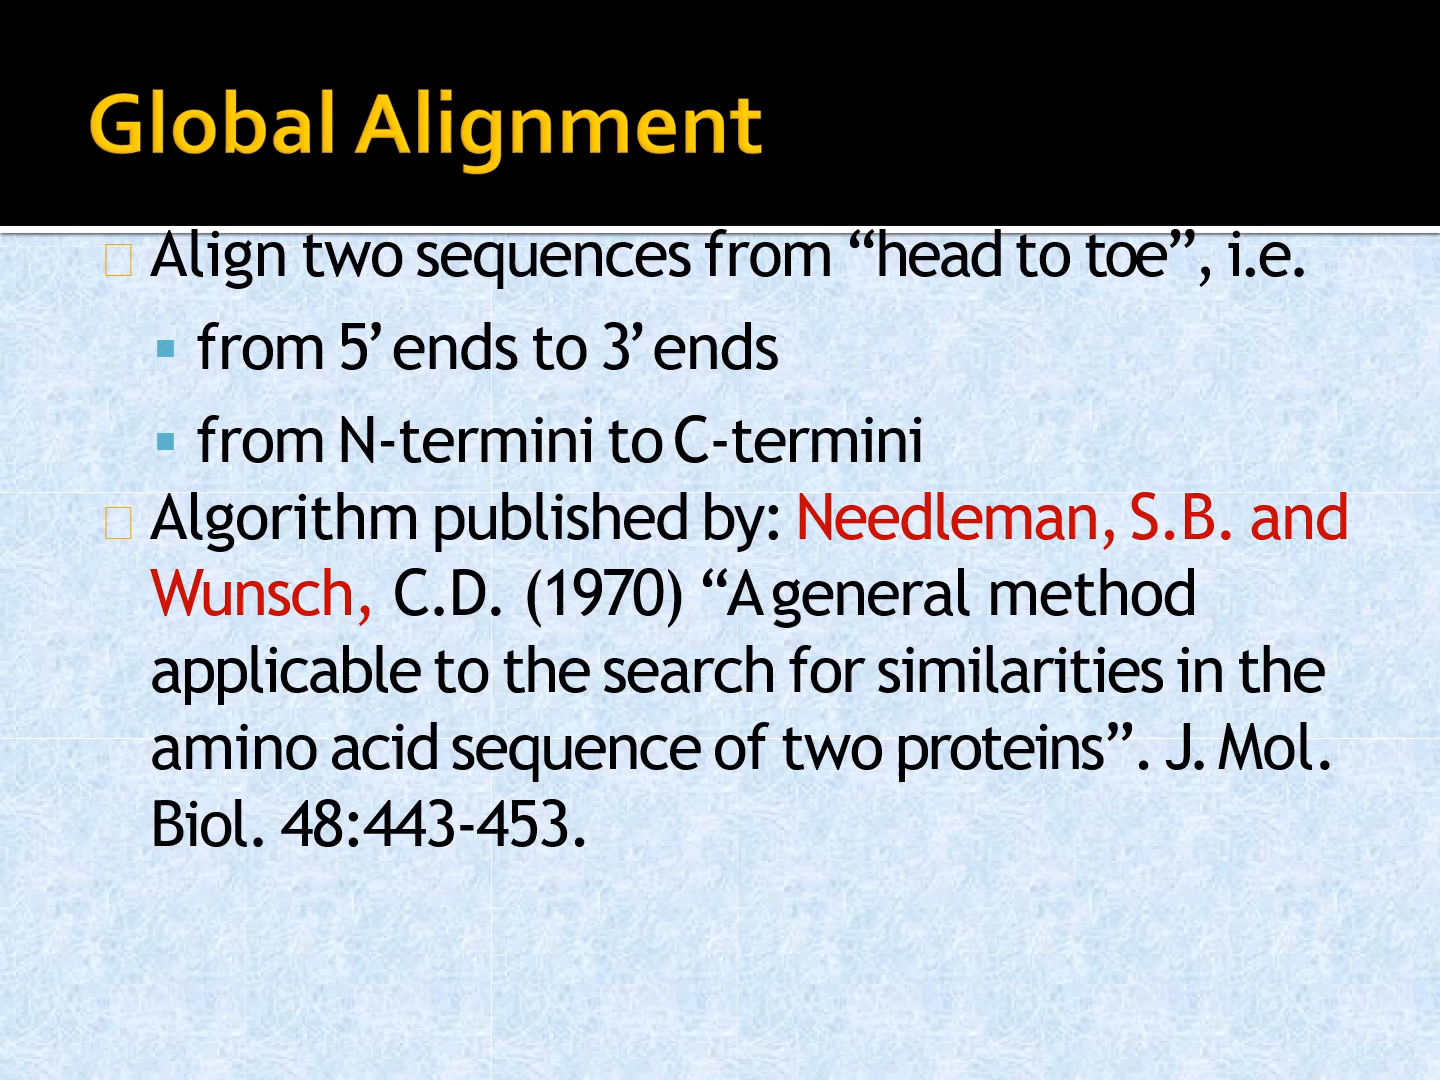 Global Alignment
Align two sequences from “head to toe”, i.e.
from 5’ ends to 3’ ends
from N-termini to C-termini
Algorithm published by: Needleman, S.B. and
Wunsch, C.D. (1970) “A general method
applicable to the search for similarities in the
amino acid sequence of two proteins”. J. Mol.
Biol. 48:443-453.